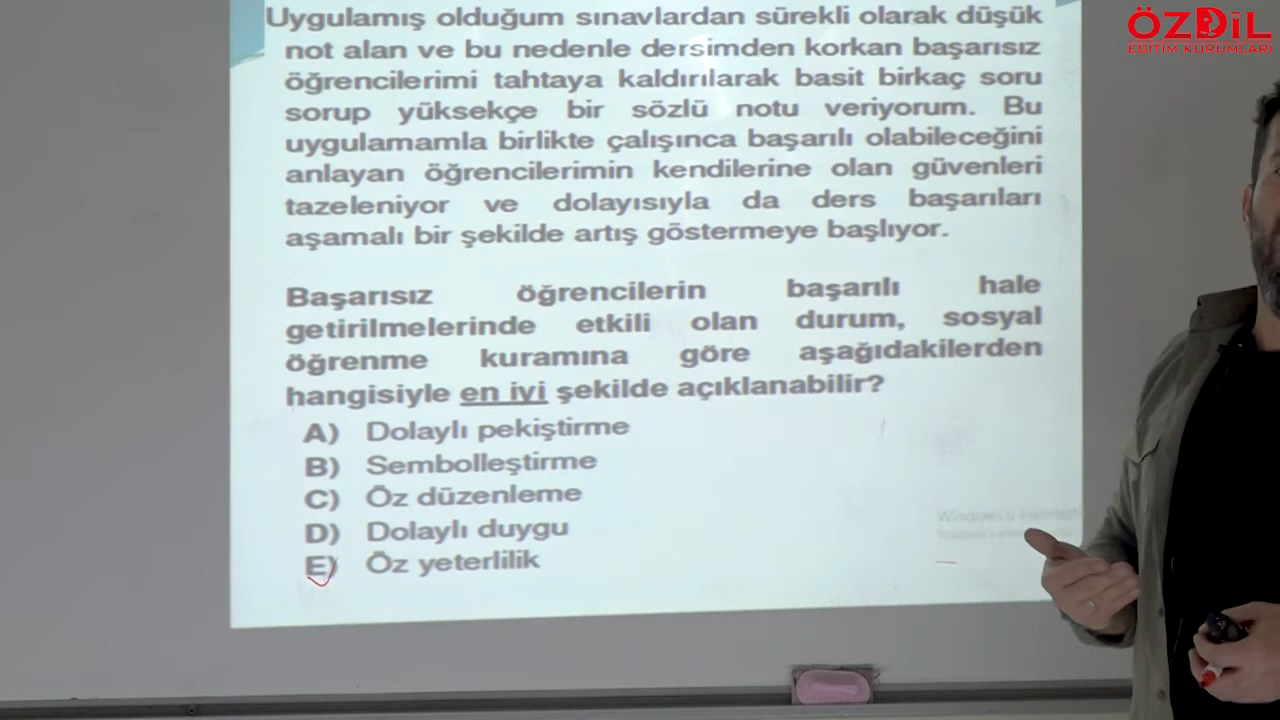 ÖZDİL
EĞİTİM KURUMLARI
Uygulamış olduğum sınavlardan sürekli olarak düşük
not alan ve bu nedenle dersimden korkan başarısız
öğrencilerimi tahtaya kaldırılarak basit birkaç soru
sorup yüksekçe bir sözlü notu veriyorum. Bu
uygulamamla birlikte çalışınca başarılı olabileceğini
anlayan öğrencilerimin kendilerine olan güvenleri
tazeleniyor ve dolayısıyla da ders başarıları
aşamalı bir şekilde artış göstermeye başlıyor.
Başarısız öğrencilerin başarılı hale
getirilmelerinde etkili olan durum, sosyal
öğrenme kuramına göre aşağıdakilerden
hangisiyle en iyi şekilde açıklanabilir?
A) Dolaylı pekiştirme
B) Sembolleştirme
C) Öz düzenleme
D) Dolaylı duygu
E) Öz yeterlilik
Windows'u